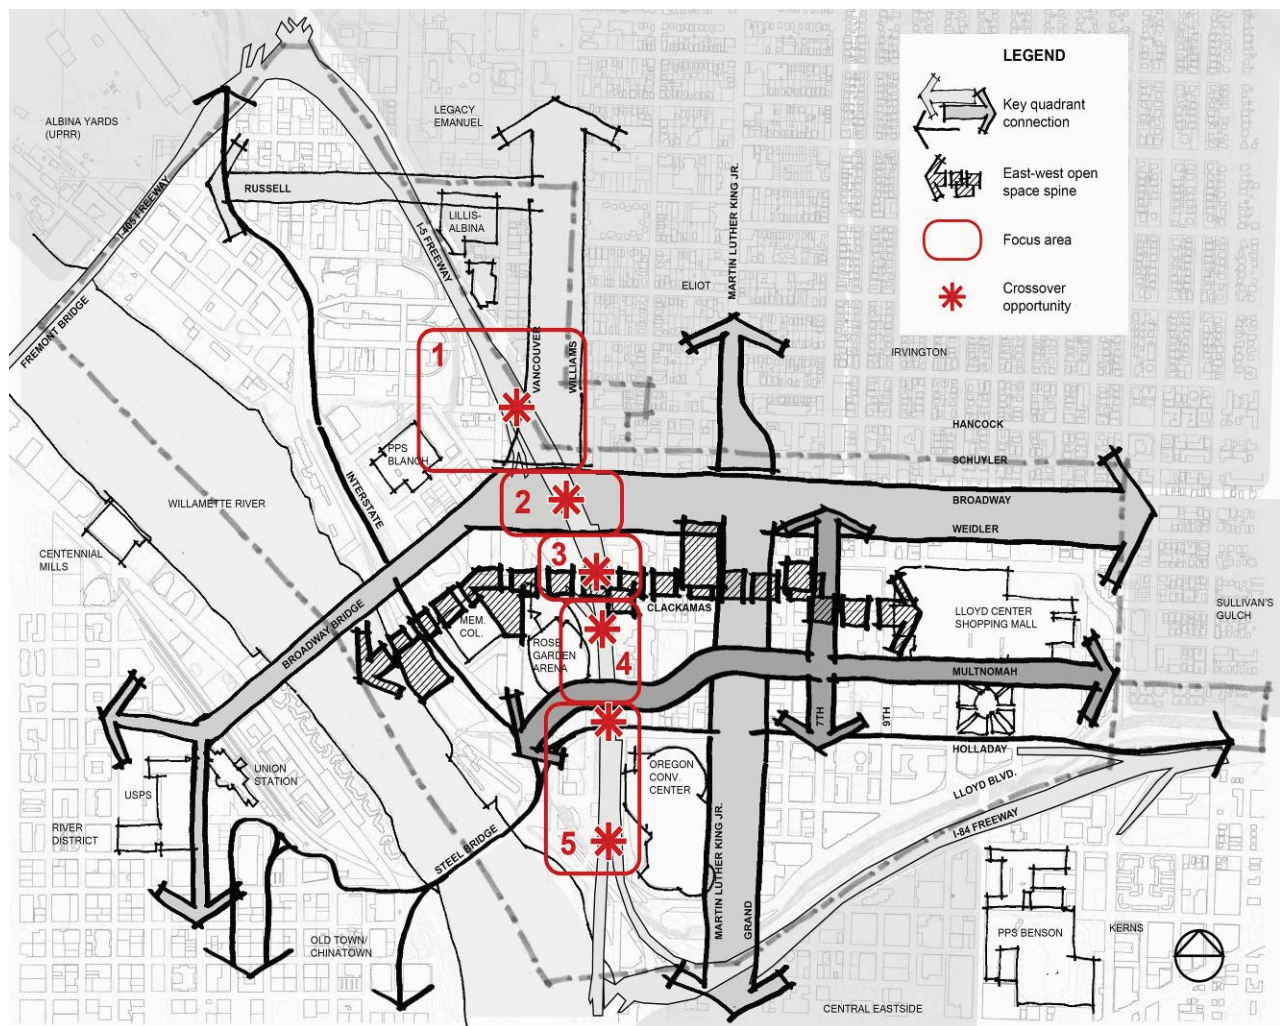 LEGEND
Key quadrant
connection
East-west open
space spine
Focus area
Crossover
opportunity
ALBINA YARDS
(UPRR)
LEGACY
EMANUEL
RUSSELL
LILLIS-
ALBINA
I-405 FREEWAY
I-5 FREEWAY
MARTIN LUTHER KING JR.
ELIOT
FREMONT BRIDGE
1
VANCOUVER
WILLIAMS
IRVINGTON
HANCOCK
SCHUYLER
BROADWAY
WEIDLER
PPS
BLANCH
INTERSTATE
WILLAMETTE RIVER
2
CENTENNIAL
MILLS
3
CLACKAMAS
MEM.
COL.
ROSE
GARDEN
ARENA
4
LLOYD CENTER
SHOPPING MALL
SULLIVAN'S
GULCH
BROADWAY BRIDGE
MULTNOMAH
7TH
9TH
HOLLADAY
UNION
STATION
USPS
RIVER
DISTRICT
OREGON
CONV.
CENTER
LLOYD BLVD.
I-84 FREEWAY
5
STEEL BRIDGE
MARTIN LUTHER KING JR.
GRAND
OLD TOWN/
CHINATOWN
PPS BENSON
KERNS
CENTRAL EASTSIDE